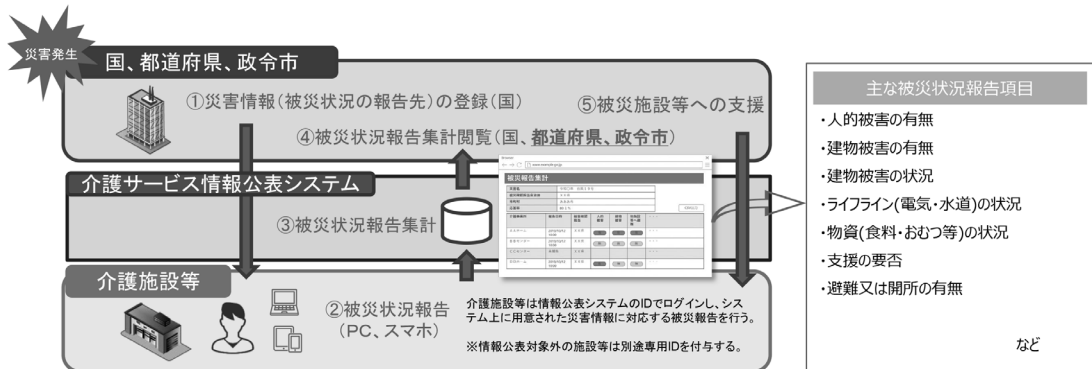 災害発生
国、都道府県、政令市
①災害情報(被災状況の報告先)の登録(国)
⑤被災施設等への支援
④被災状況報告集計閲覧(国、都道府県、政令市)
介護サービス情報公表システム
③被災状況報告集計
被災報告集計
介護施設等
②被災状況報告
(PC、スマホ)
介護施設等は情報公表システムのIDでログインし、シス
テム上に用意された災害情報に対する被災報告を行う。
※情報公表対象外の施設等は別途専用IDを付与する。
主な被災状況報告項目
・人的被害の有無
・建物被害の有無
・建物被害の状況
・ライフライン(電気・水道)の状況
・物資(食料・おむつ等)の状況
・支援の要否
・避難又は開所の有無
など